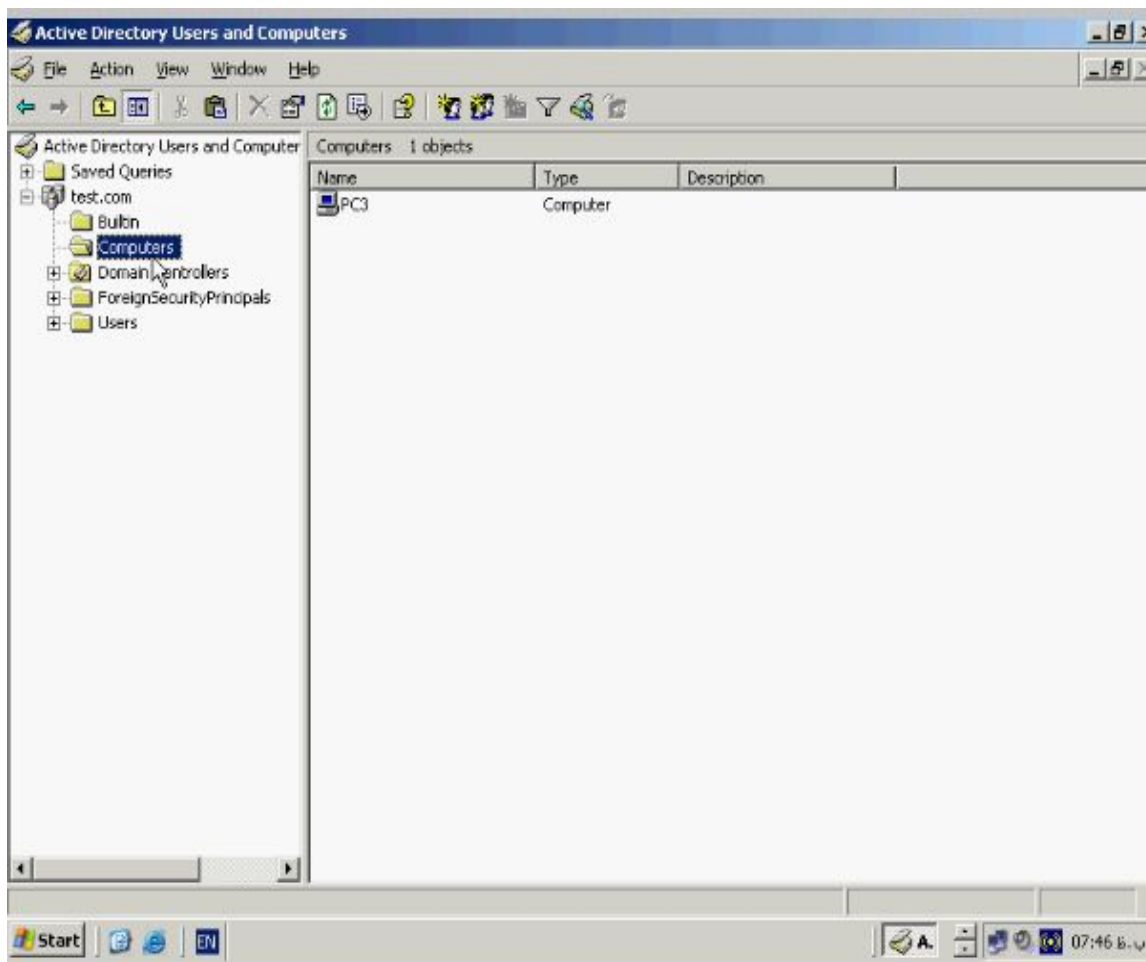 Active Directory Users and Computers
File Action View Window Help
Active Directory Users and Computer
Computers 1 objects
Saved Queries
test.com
Builtin
Computers
Domain Controllers
ForeignSecurityPrincipals
Users
Name Type Description
PC3 Computer
Start
EN
A.
07:46 ب.ظ